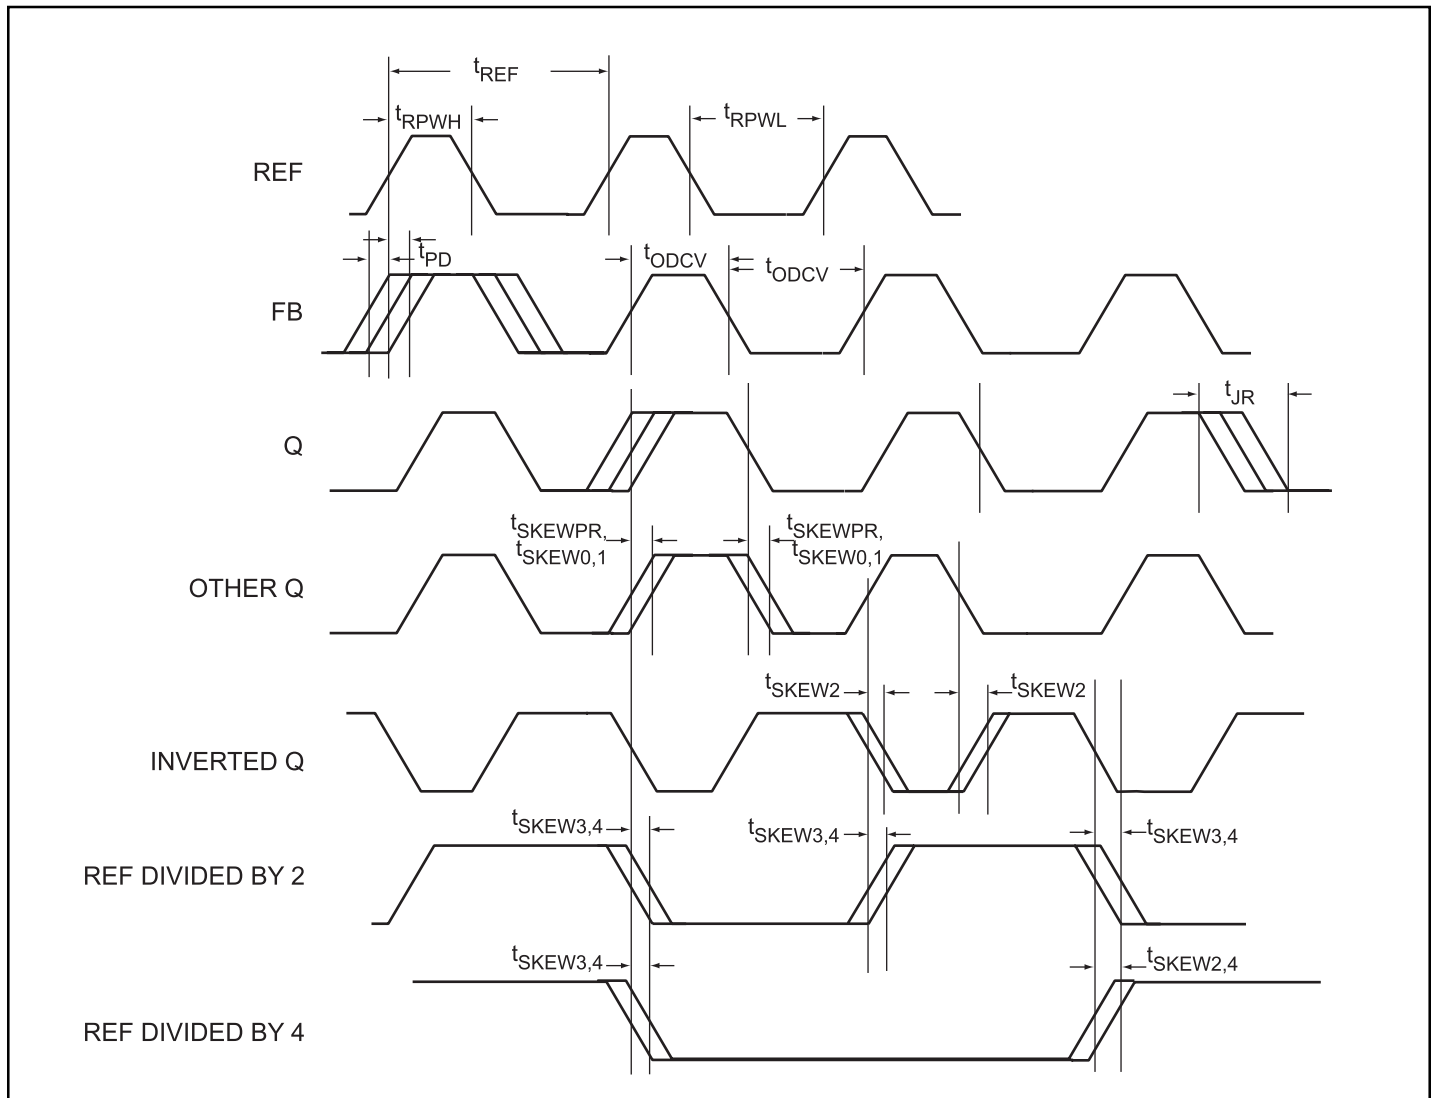 tREF
tRPWH
tRPWL
REF
tPD
tODCV
tODCV
FB
tJR
Q
tSKEWPR,
tSKEW0,1
tSKEWPR,
tSKEW0,1
OTHER Q
tSKEW2
tSKEW2
INVERTED Q
tSKEW3,4
tSKEW3,4
tSKEW3,4
REF DIVIDED BY 2
tSKEW3,4
tSKEW2,4
REF DIVIDED BY 4